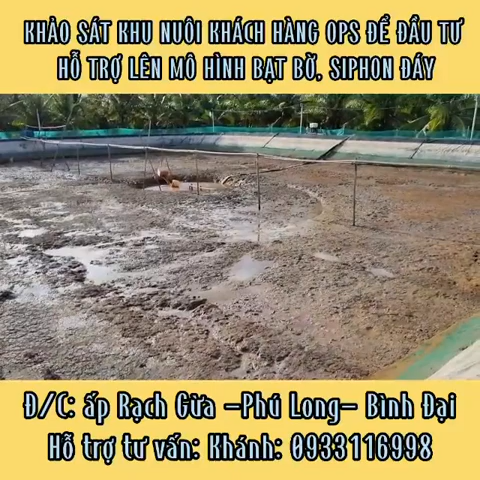 KHẢO SÁT KHU NUÔI KHÁCH HÀNG OPS ĐỂ ĐẦU TƯ
HỖ TRỢ LÊN MÔ HÌNH BẠT BỜ, SIPHON ĐÁY
Đ/C: ấp Rạch Gừa -Phú Long- Bình Đại
Hỗ trợ tư vấn: Khánh: 0933116998